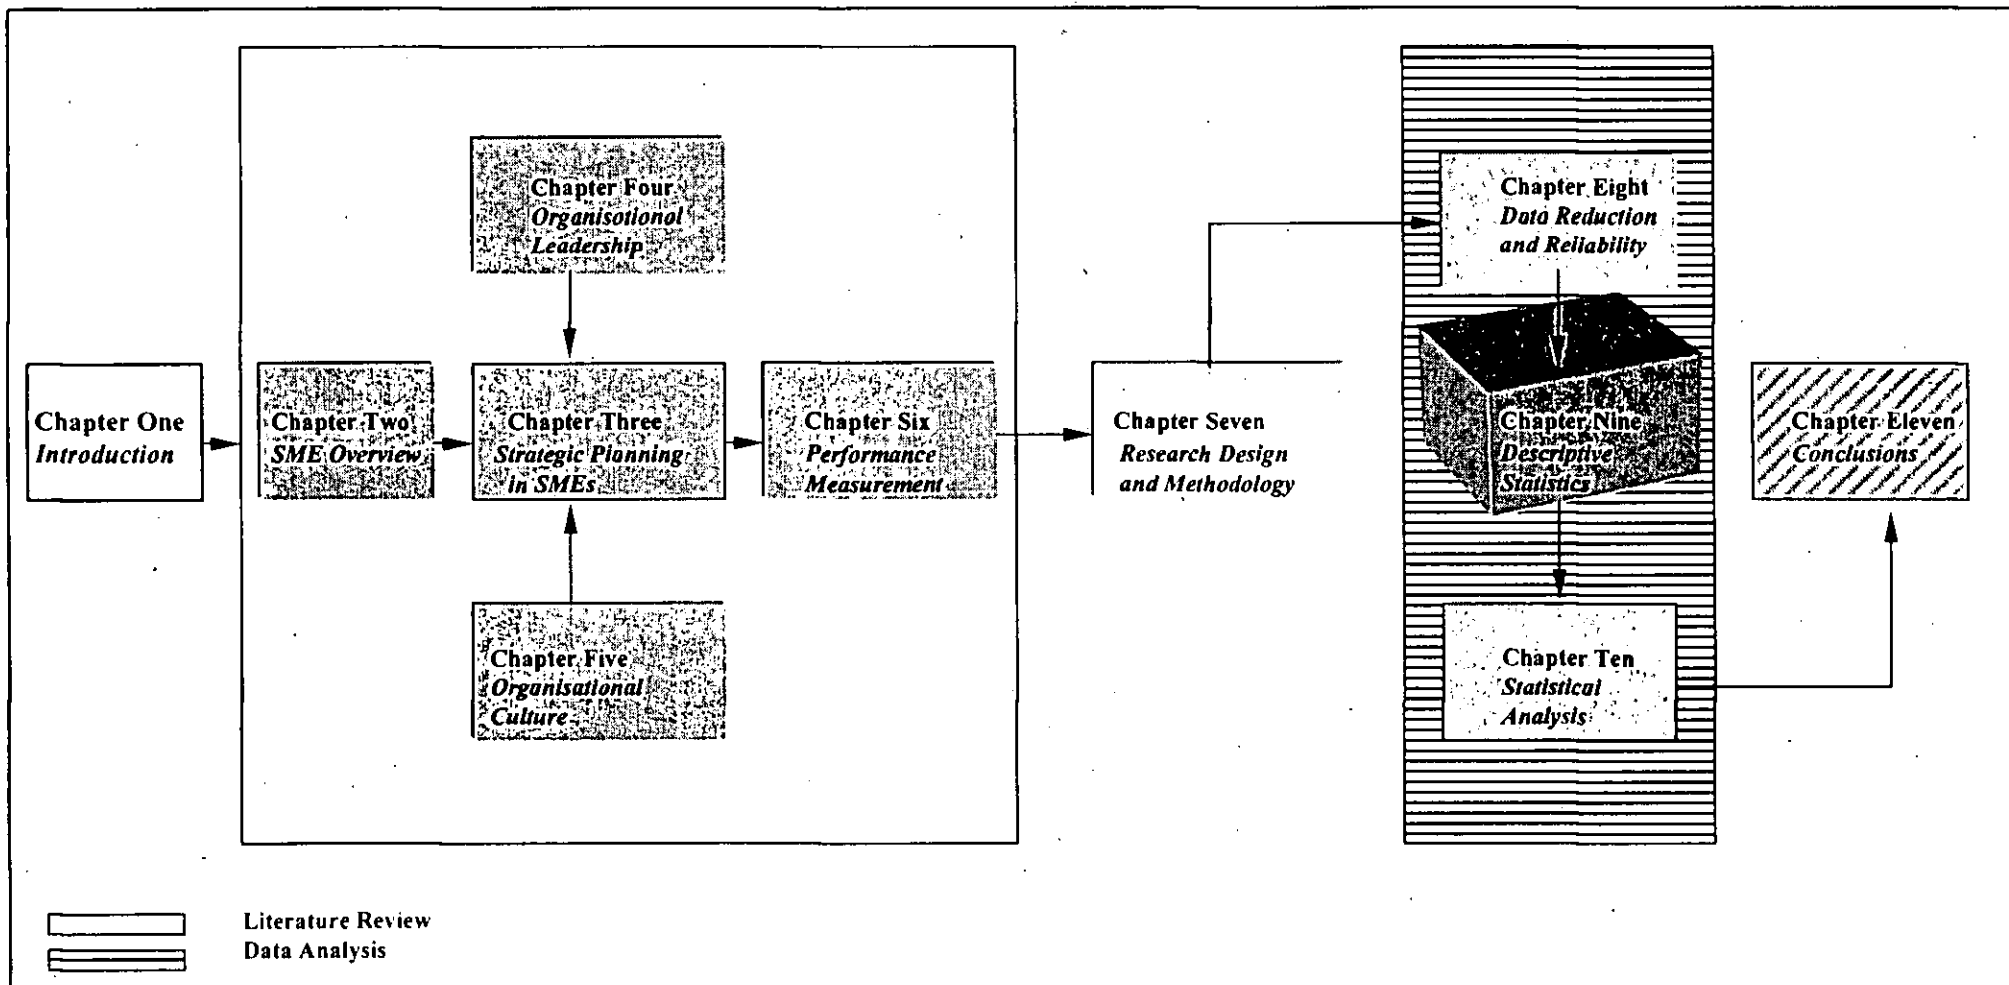 Chapter One
Introduction
Chapter Two
SME Overview
Chapter Four
Organisotional
Leadership
Chapter Three
Strategic Planning
in SMEs
Chapter Five
Organisational
Culture
Chapter Six
Performance
Measurement
Chapter Seven
Research Design
and Methodology
Chapter Eight
Data Reduction
and Reliability
Chapter Nine
Descriptive
Statistics
Chapter Ten
Statistical
Analysis
Chapter Eleven
Conclusions
Literature Review
Data Analysis